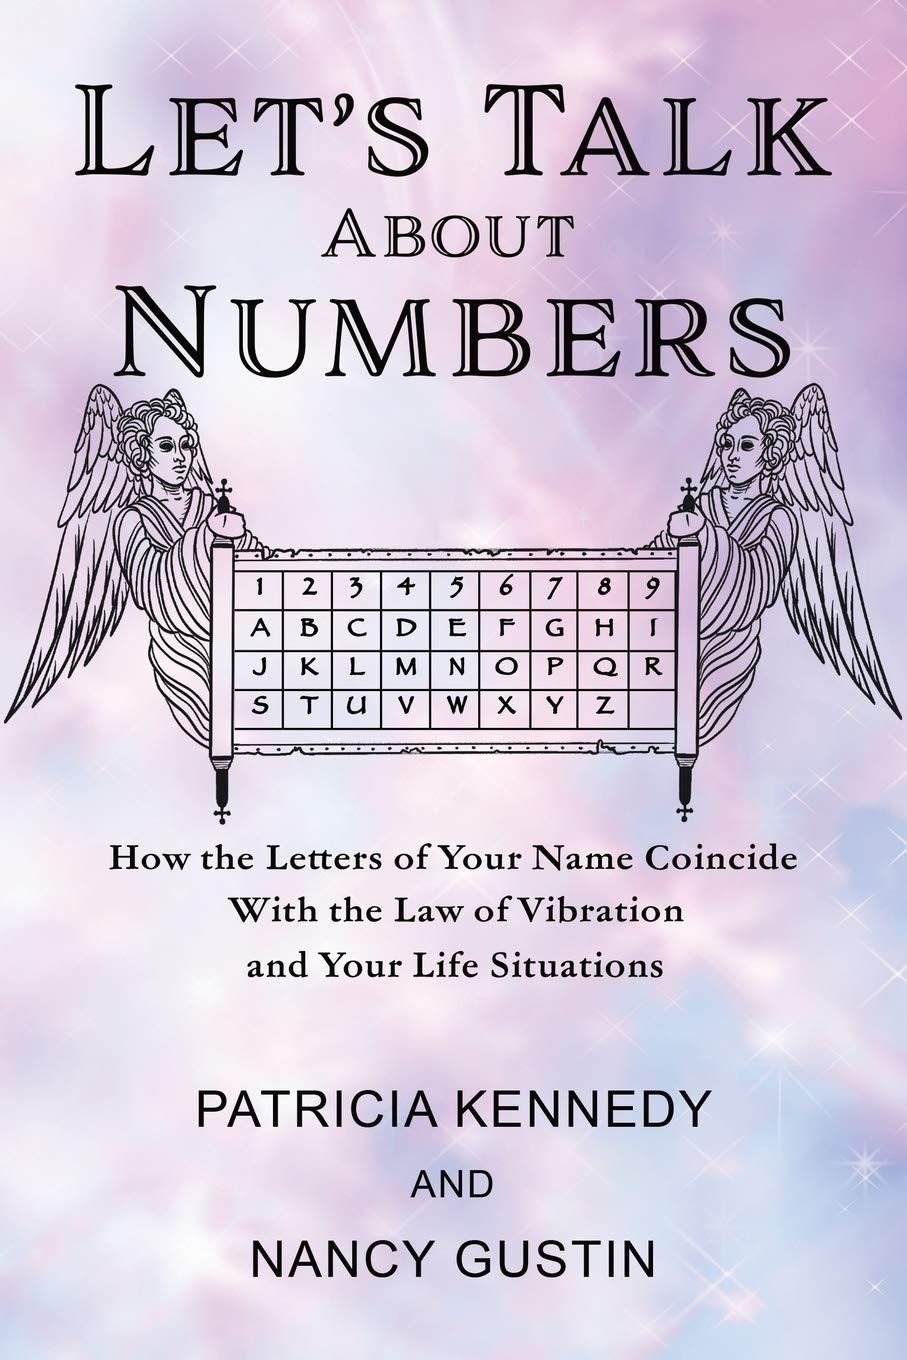 LET'S TALK
ABOUT
NUMBERS
1 2 3 4 5 6 7 8 9
A B C D E F G H I
J K L M N O P Q R
S T U V W X Y Z
How the Letters of Your Name Coincide
With the Law of Vibration
and Your Life Situations
PATRICIA KENNEDY
AND
NANCY GUSTIN